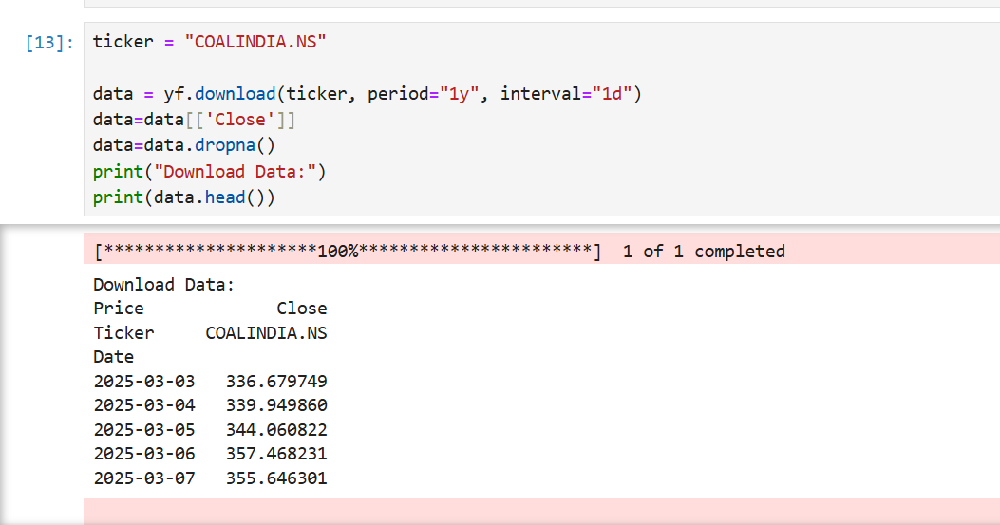 [13]: ticker = "COALINDIA.NS"
data = yf.download(ticker, period="1y", interval="1d")
data=data[['Close']]
data=data.dropna()
print("Download Data:")
print(data.head())
[*********************100%***********************]  1 of 1 completed
Download Data:
Price             Close
Ticker     COALINDIA.NS
Date
2025-03-03   336.679749
2025-03-04   339.949860
2025-03-05   344.060822
2025-03-06   357.468231
2025-03-07   355.646301